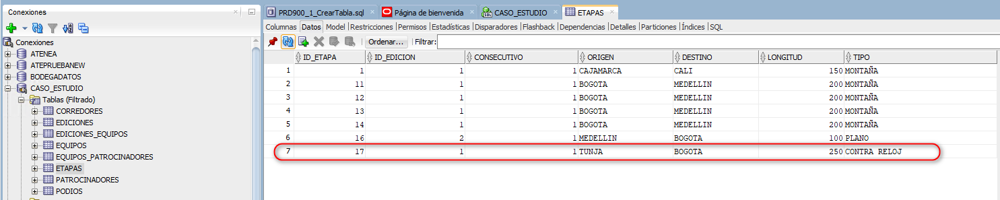 Conexiones
PRD900_1_CrearTabla.sql Página de bienvenida CASO_ESTUDIO ETAPAS
Columnas Datos Model Restricciones Permisos Estadísticas Disparadores Flashback Dependencias Detalles Particiones Índices SQL
Ordenar... Filtrar:
Conexiones
ATENEA
ATEPRUEBANEW
BODEGADATOS
CASO_ESTUDIO
Tablas (Filtrado)
CORREDORES
EDICIONES
EDICIONES_EQUIPOS
EQUIPOS
EQUIPOS_PATROCINADORES
ETAPAS
PATROCINADORES
PODIOS
ID_ETAPA ID_EDICION CONSECUTIVO ORIGEN DESTINO LONGITUD TIPO
1 1 1 1 CAJAMARCA CALI 150 MONTAÑA
2 11 1 1 BOGOTA MEDELLIN 200 MONTAÑA
3 12 1 1 BOGOTA MEDELLIN 200 MONTAÑA
4 13 1 1 BOGOTA MEDELLIN 200 MONTAÑA
5 14 1 1 BOGOTA MEDELLIN 200 MONTAÑA
6 16 2 1 MEDELLIN BOGOTA 100 PLANO
7 17 1 1 TUNJA BOGOTA 250 CONTRA RELOJ